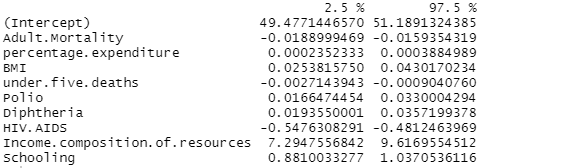 2.5 % 97.5 %
(Intercept) 49.4771446570 51.1891324385
Adult.Mortality -0.0188999469 -0.0159354319
percentage.expenditure 0.0002352333 0.0003884989
BMI 0.0253815750 0.0430170234
under.five.deaths -0.0027143943 -0.0009040760
Polio 0.0166474454 0.0330004294
Diphtheria 0.0193550001 0.0357199378
HIV.AIDS -0.5476308291 -0.4812463969
Income.composition.of.resources 7.2947556842 9.6169554512
Schooling 0.8810033277 1.0370536116